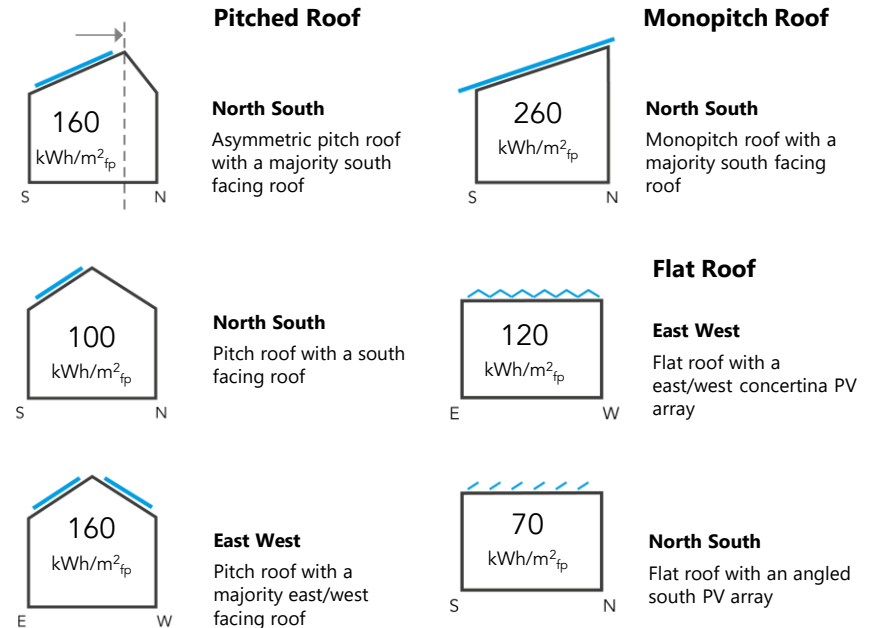 Pitched Roof
160
kWh/m²fp
S
N
North South
Asymmetric pitch roof
with a majority south
facing roof
100
kWh/m²fp
S
N
North South
Pitch roof with a south
facing roof
160
kWh/m²fp
E
W
East West
Pitch roof with a
majority east/west
facing roof
Monopitch Roof
260
kWh/m²fp
S
N
North South
Monopitch roof with a
majority south facing
roof
Flat Roof
120
kWh/m²fp
E
W
East West
Flat roof with a
east/west concertina PV
array
70
kWh/m²fp
S
N
North South
Flat roof with an angled
south PV array